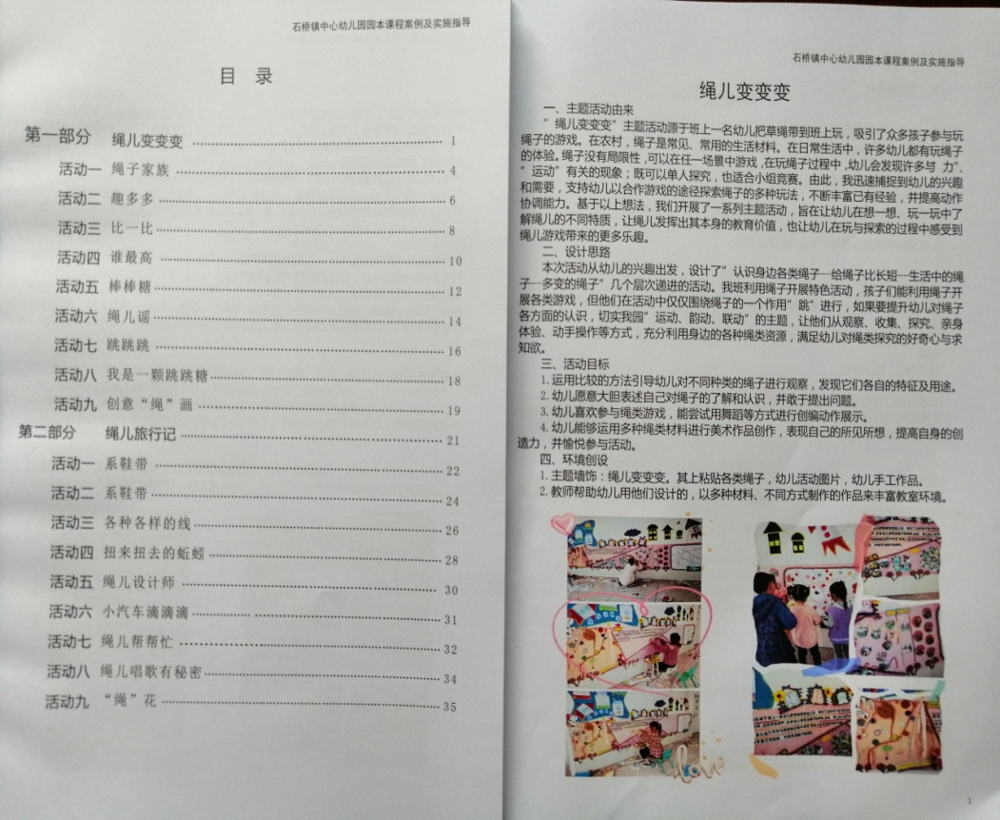 石桥镇中心幼儿园园本课程案例及实施指导
目 录
第一部分 绳儿变变变 1
活动一 绳子家族 4
活动二 趣多多 6
活动三 比一比 8
活动四 谁最高 10
活动五 棒棒糖 12
活动六 绳儿谣 14
活动七 跳跳跳 16
活动八 我是一颗跳跳糖 18
活动九 创意“绳”画 19
第二部分 绳儿旅行记 21
活动一 系鞋带 22
活动二 系鞋带 24
活动三 各种各样的线 26
活动四 扭来扭去的蚯蚓 28
活动五 绳儿设计师 30
活动六 小汽车滴滴滴 31
活动七 绳儿帮帮忙 32
活动八 绳儿唱歌有秘密 34
活动九 “绳”花 35
石桥镇中心幼儿园园本课程案例及实施指导
绳儿变变变
一、主题活动由来
“绳儿变变变”主题活动源于班上一名幼儿把草绳带到班上玩，吸引了众多孩子参与玩
绳子的游戏。在农村，绳子是常见、常用的生活材料。在日常生活中，许多幼儿都有玩绳子
的体验。绳子没有局限性，可以在任一场景中游戏，在玩绳子过程中，幼儿会发现许多与 力”、
“运动”有关的现象；既可以单人探究，也适合小组竞赛。由此，我迅速捕捉到幼儿的兴趣
和需要，支持幼儿以合作游戏的途径探索绳子的多种玩法，不断丰富已有经验，并提高动作
协调能力。基于以上想法，我们开展了一系列主题活动，旨在让幼儿在想一想、玩一玩中了
解绳儿的不同特质，让绳儿发挥出其本身的教育价值，也让幼儿在玩与探索的过程中感受到
绳儿游戏带来的更多乐趣。
二、设计思路
本次活动从幼儿的兴趣出发，设计了“认识身边各类绳子—给绳子比长短—生活中的绳
子—多变的绳子”几个层次递进的活动。我班利用绳子开展特色活动，孩子们能利用绳子开
展各类游戏，但他们在活动中仅仅围绕绳子的一个作用”跳”进行，如果要提升幼儿对绳子
各方面的认识，切实我园”运动、韵动、联动”的主题，让他们从观察、收集、探究、亲身
体验、动手操作等方式，充分利用身边的各种绳类资源，满足幼儿对绳类探究的好奇心与求
知欲。
三、活动目标
1. 运用比较的方法引导幼儿对不同种类的绳子进行观察，发现它们各自的特征及用途。
2. 幼儿愿意大胆表述自己对绳子的了解和认识，并敢于提出问题。
3. 幼儿喜欢参与绳类游戏，能尝试用舞蹈等方式进行创编动作展示。
4. 幼儿能够运用多种绳类材料进行美术作品创作，表现自己的所见所想，提高自身的创
造力，并愉悦参与活动。
四、环境创设
1. 主题墙饰：绳儿变变变。其上粘贴各类绳子，幼儿活动图片，幼儿手工作品。
2. 教师帮助幼儿用他们设计的，以多种材料、不同方式制作的作品来丰富教室环境。
love
1